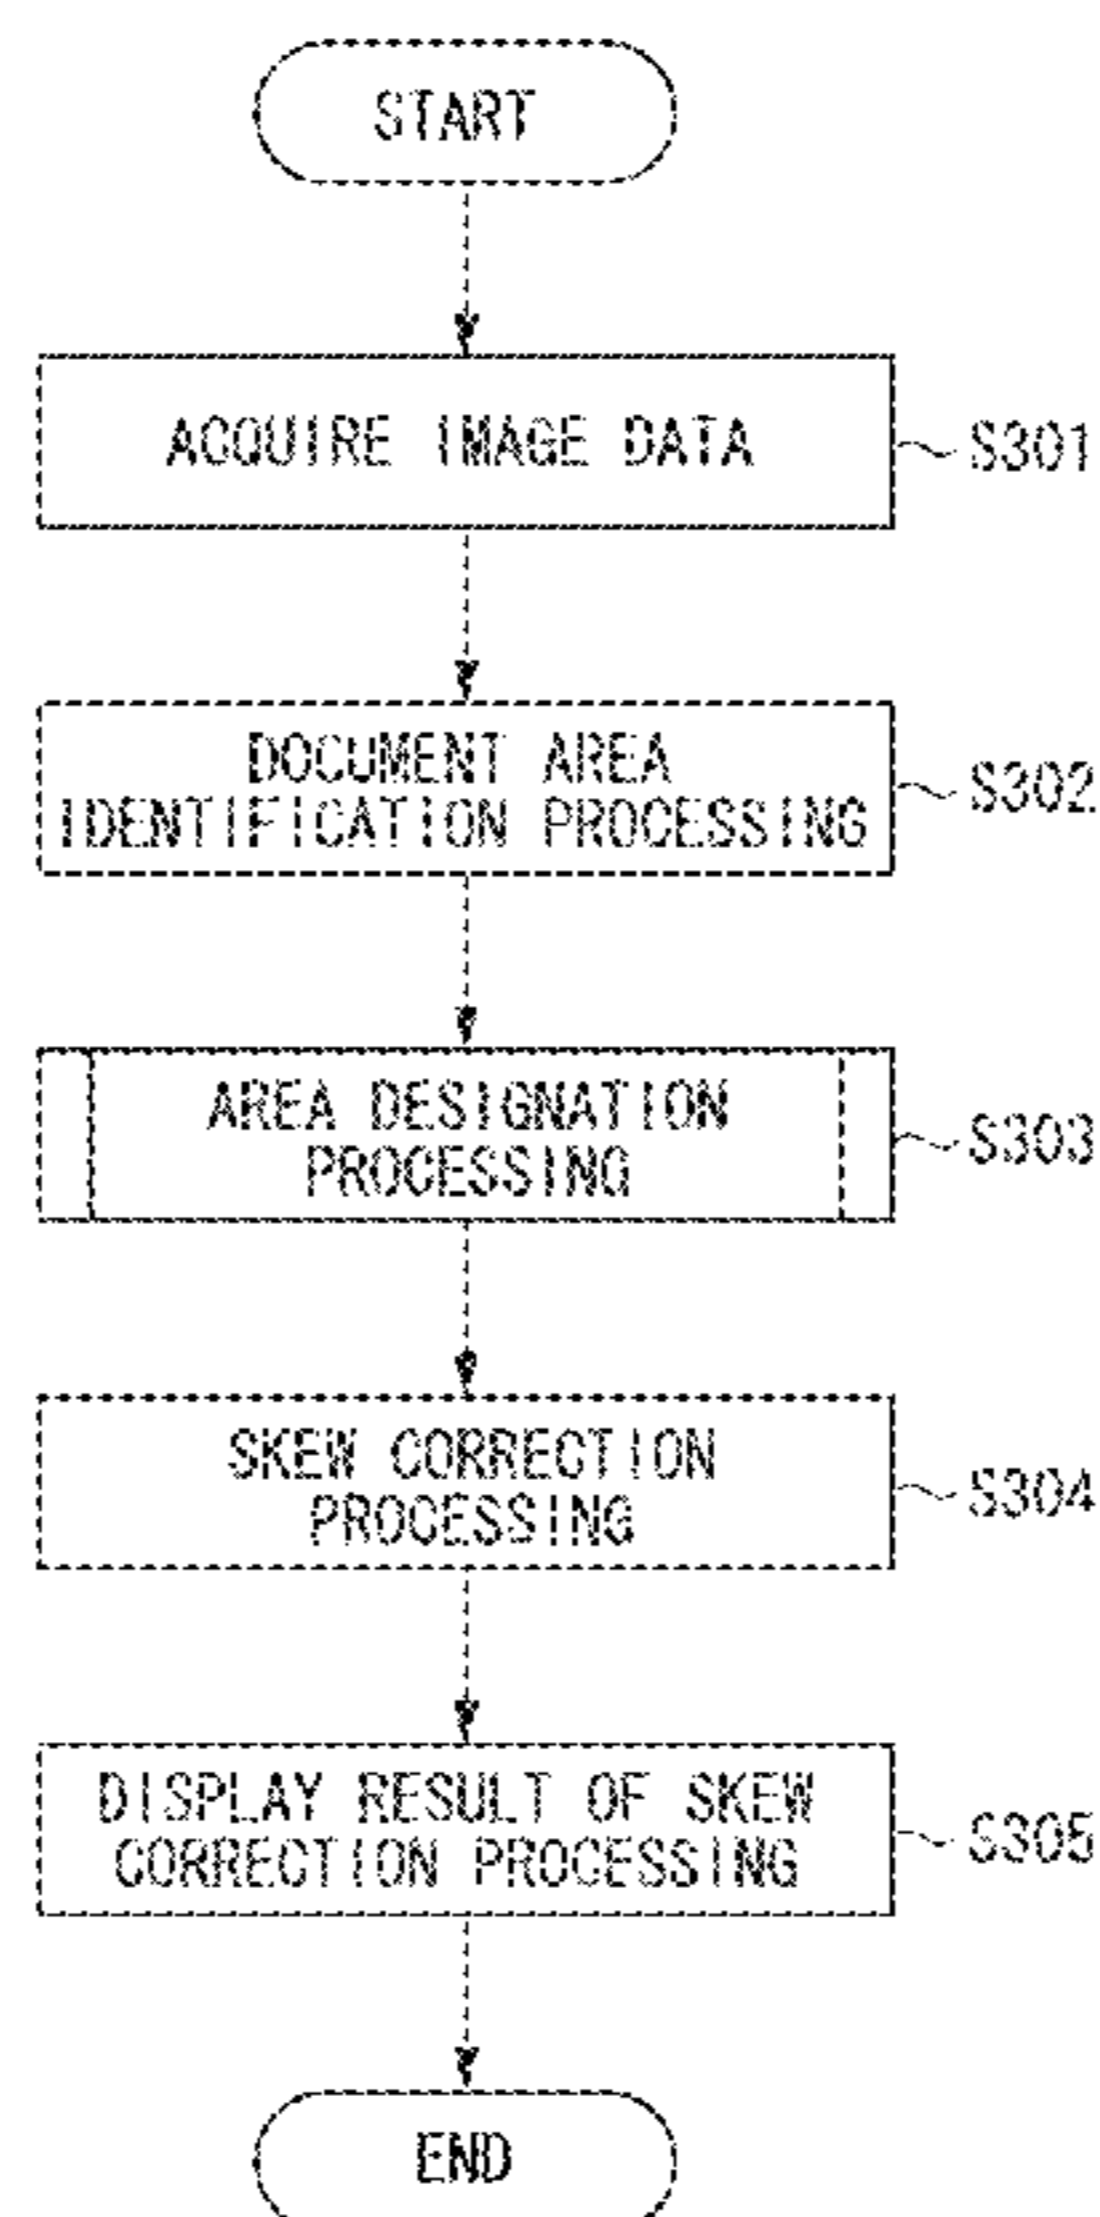 START
ACQUIRE IMAGE DATA
S301
DOCUMENT AREA
IDENTIFICATION PROCESSING
S302
AREA DESIGNATION
PROCESSING
S303
SKEW CORRECTION
PROCESSING
S304
DISPLAY RESULT OF SKEW
CORRECTION PROCESSING
S305
END